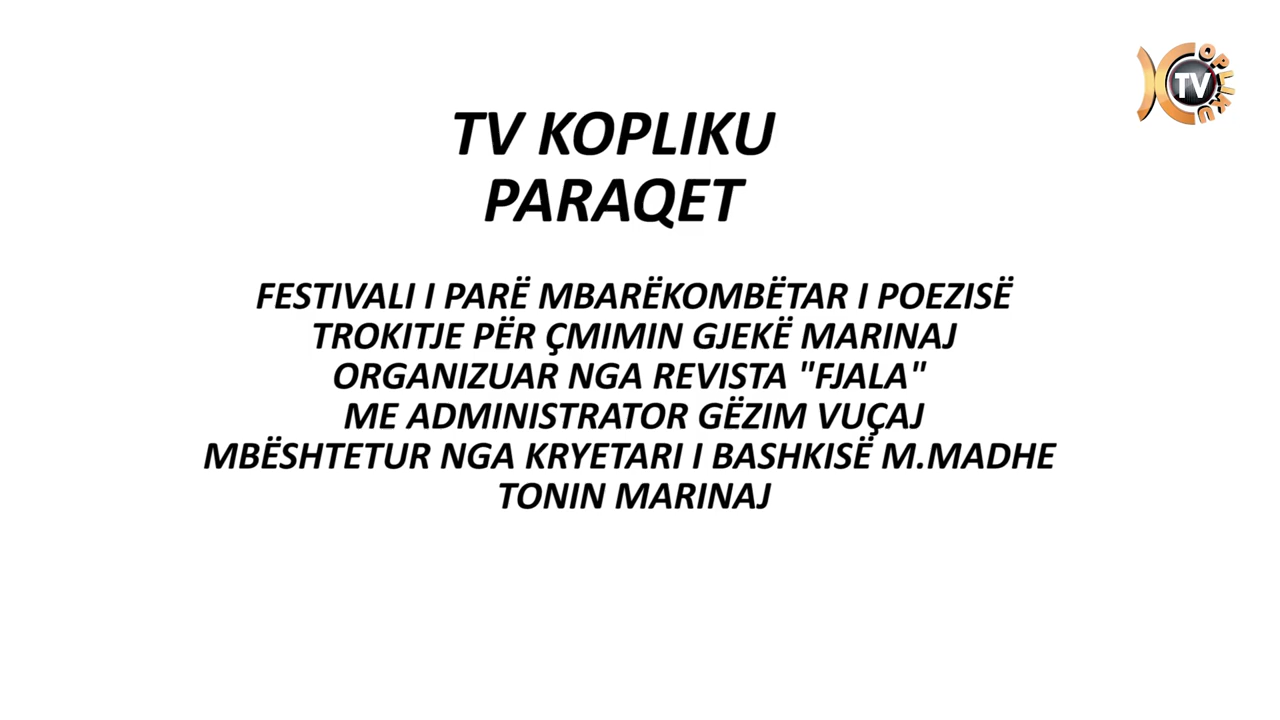 TV KOPLIKU
PARAQET
FESTIVALI I PARË MBARËKOMBËTAR I POEZISË
TROKITJE PËR ÇMIMIN GJEKË MARINAJ
ORGANIZUAR NGA REVISTA "FJALA"
ME ADMINISTRATOR GËZIM VUÇAJ
MBËSHTETUR NGA KRYETARI I BASHKISË M.MADHE
TONIN MARINAJ
KOPLIKU
TV